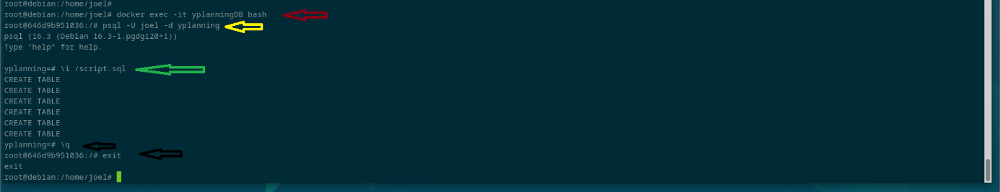 root@debian:/home/joel#
root@debian:/home/joel# docker exec -it yplanningDB bash
root@646d9b951036:/# psql -U joel -d yplanning
psql (16.3 (Debian 16.3-1.pgdg120+1))
Type "help" for help.
yplanning=# \i /script.sql
CREATE TABLE
CREATE TABLE
CREATE TABLE
CREATE TABLE
CREATE TABLE
CREATE TABLE
yplanning=# \q
root@646d9b951036:/# exit
exit
root@debian:/home/joel#